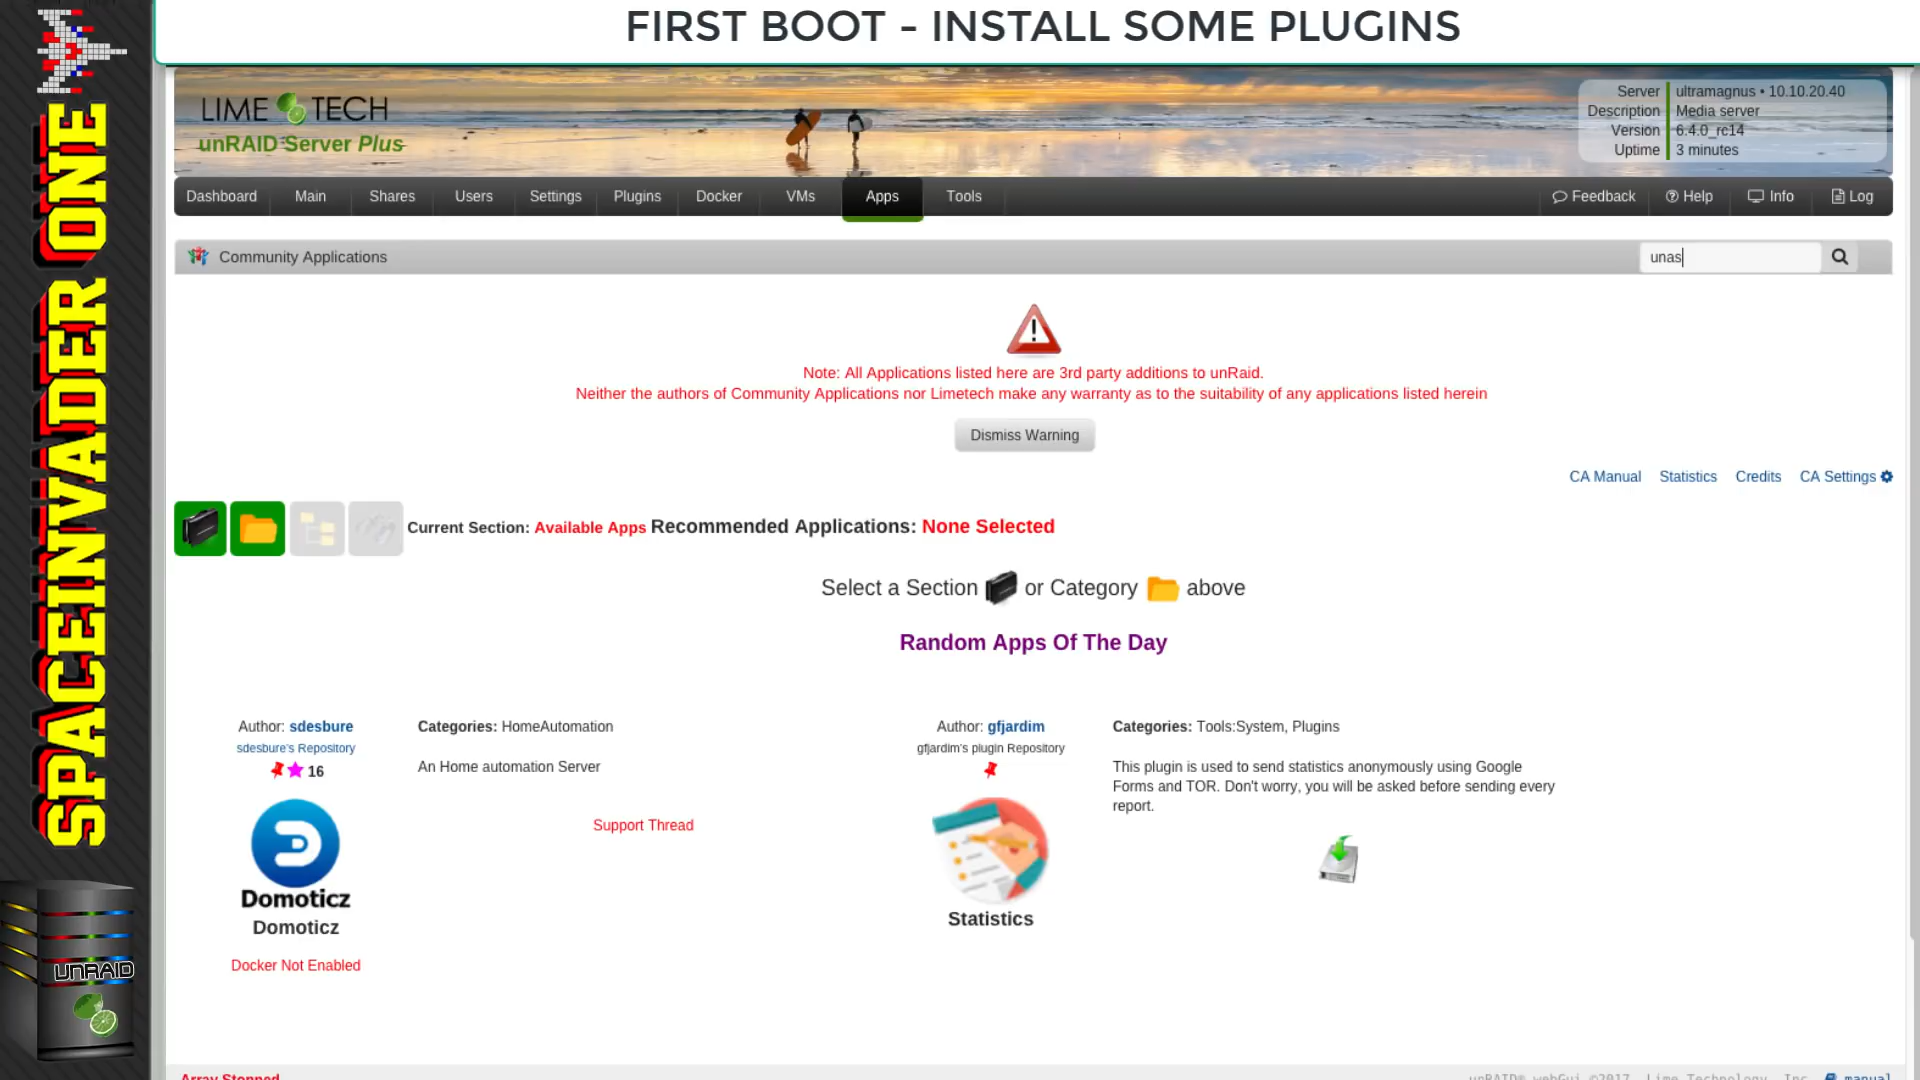 FIRST BOOT - INSTALL SOME PLUGINS
SPACEINVADER ONE
LIME TECH
unRAID Server Plus
Server ultramagnus • 10.10.20.40
Description Media server
Version 6.4.0_rc14
Uptime 3 minutes
Dashboard Main Shares Users Settings Plugins Docker VMs Apps Tools Feedback Help Info Log
Community Applications unas
Note: All Applications listed here are 3rd party additions to unRaid.
Neither the authors of Community Applications nor Limetech make any warranty as to the suitability of any applications listed herein
Dismiss Warning
CA Manual Statistics Credits CA Settings
Current Section: Available Apps Recommended Applications: None Selected
Select a Section or Category above
Random Apps Of The Day
Author: sdesbure
sdesbure's Repository
16
Domoticz
Domoticz
Docker Not Enabled
Categories: HomeAutomation
An Home automation Server
Support Thread
Author: gfjardim
gfjardim's plugin Repository
Statistics
Categories: Tools:System, Plugins
This plugin is used to send statistics anonymously using Google
Forms and TOR. Don't worry, you will be asked before sending every
report.
UNRAID
Array Stopped
unRAID® webGui ©2017, Lime Technology, Inc. manual